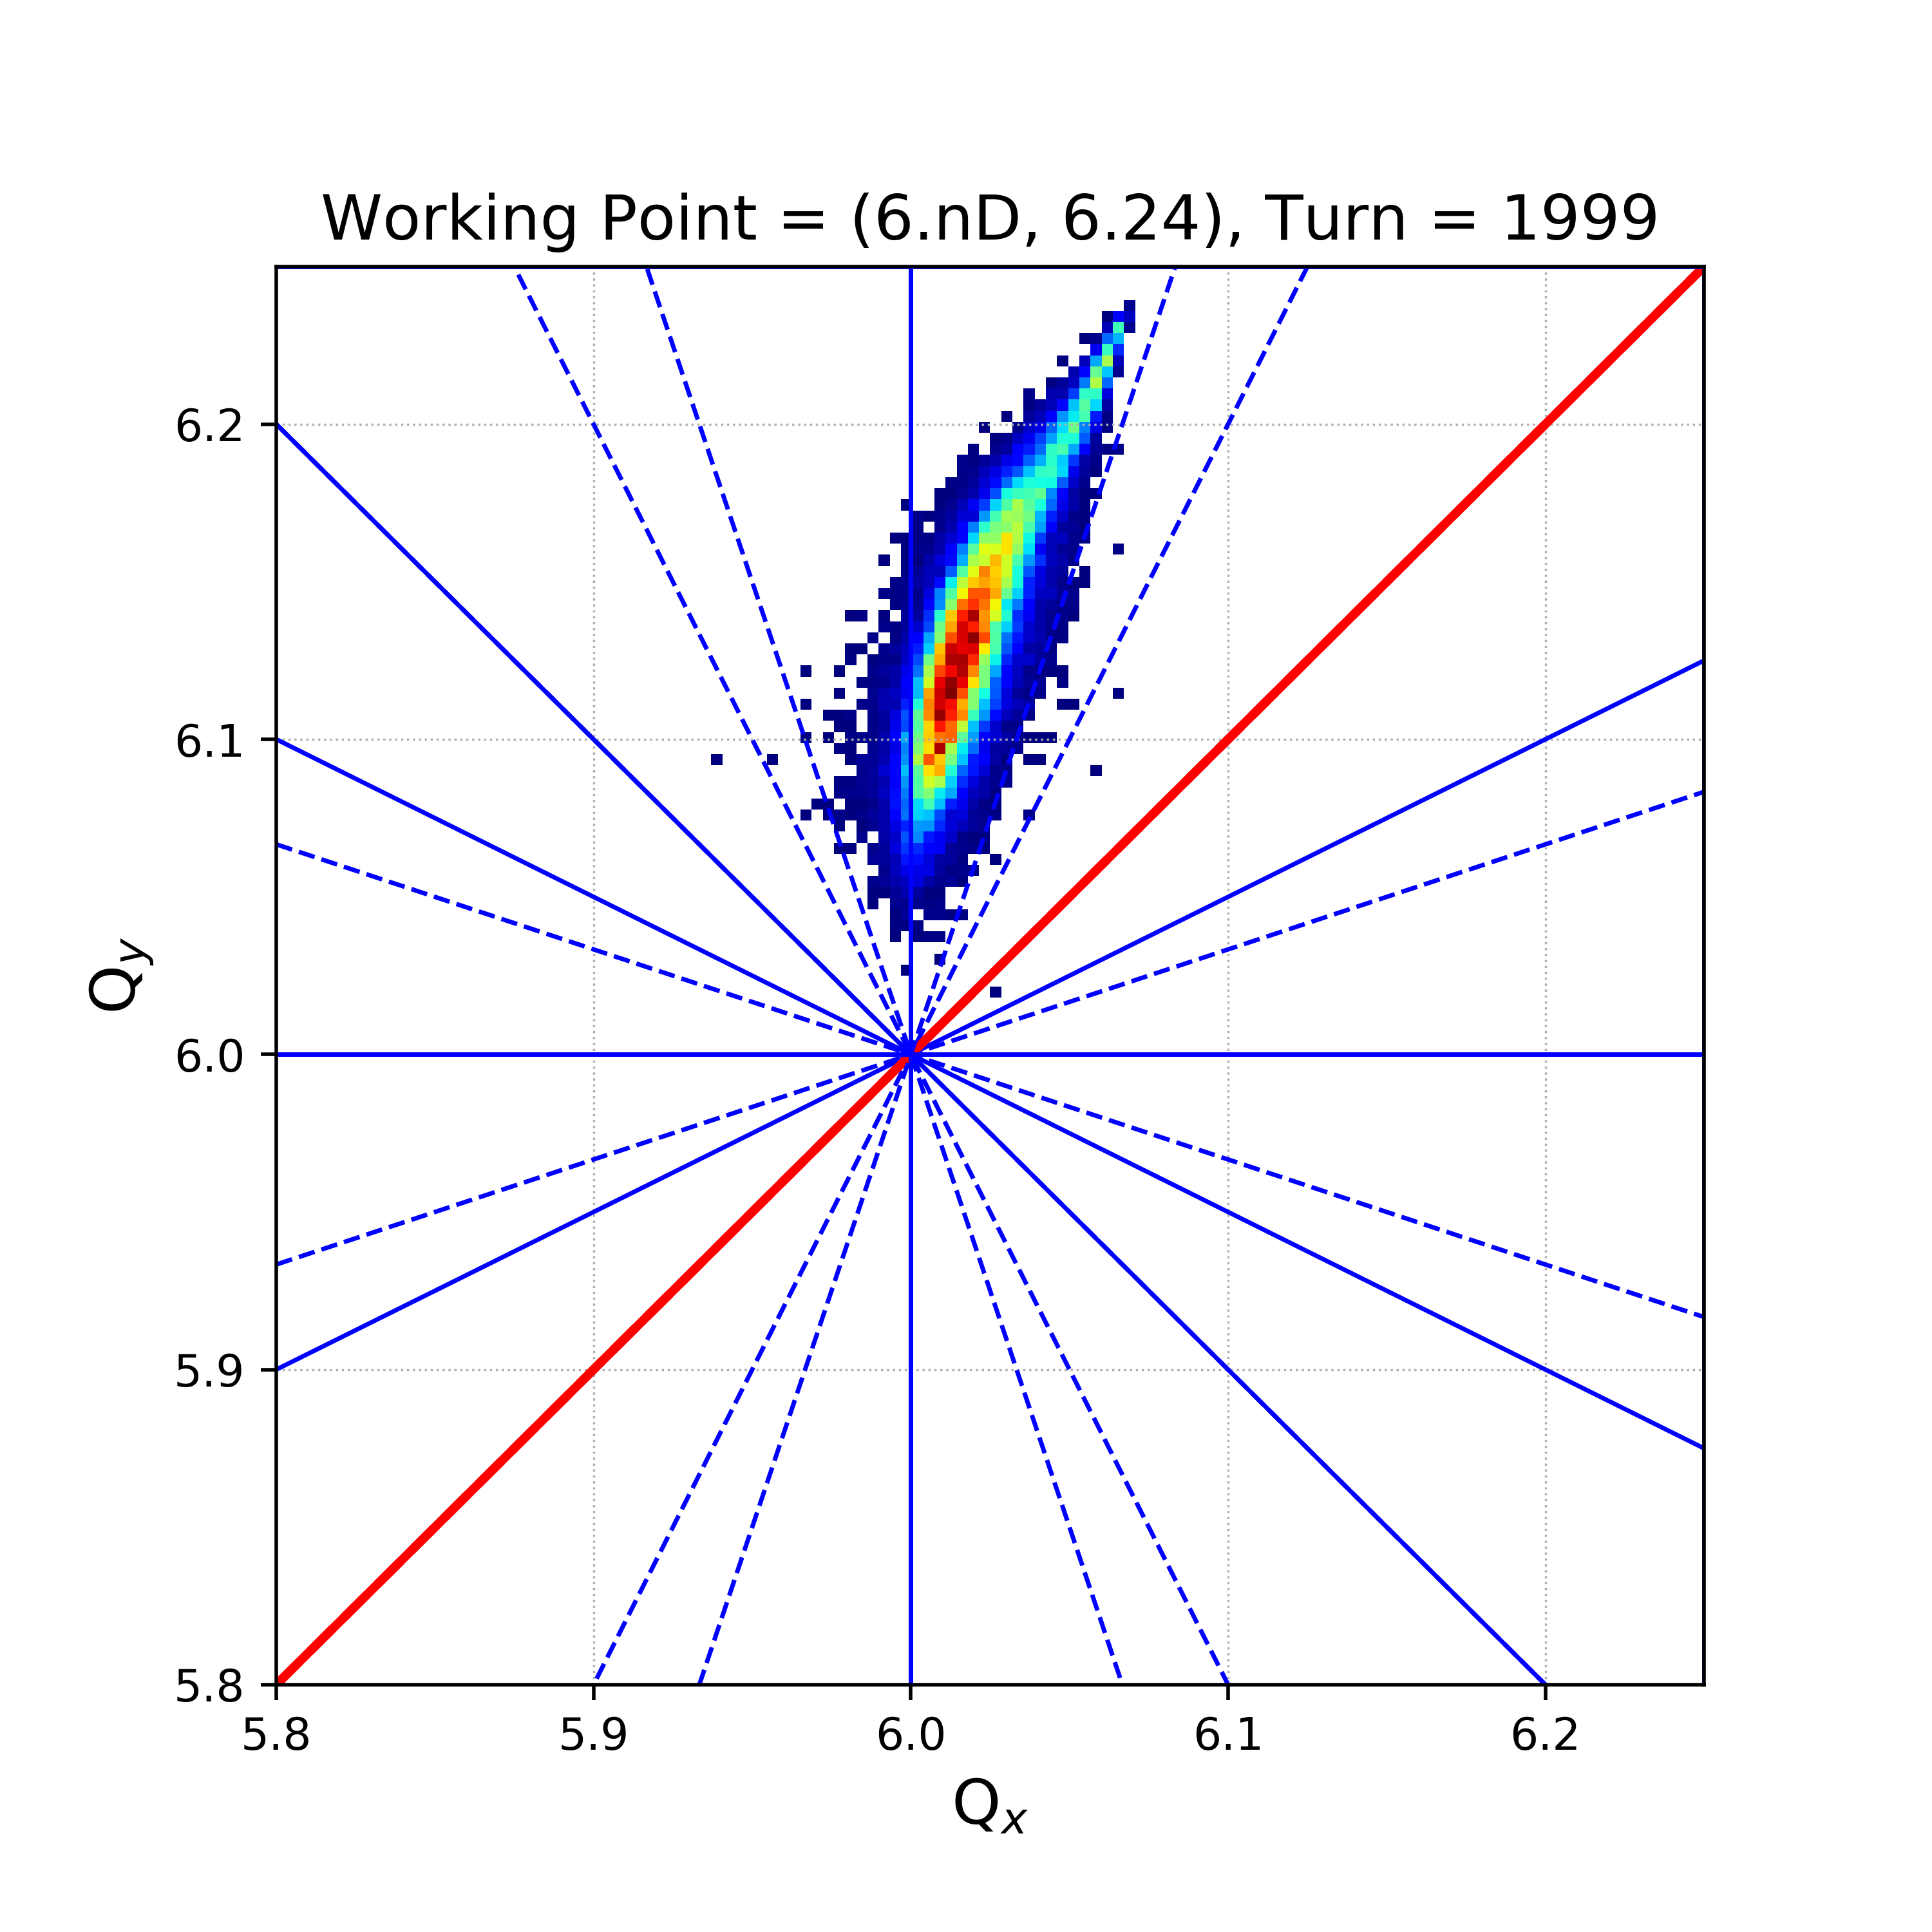 Working Point = (6.nD, 6.24), Turn = 1999
6.2
6.1
6.0
5.9
5.8
Qy
5.8 5.9 6.0 6.1 6.2
Qx